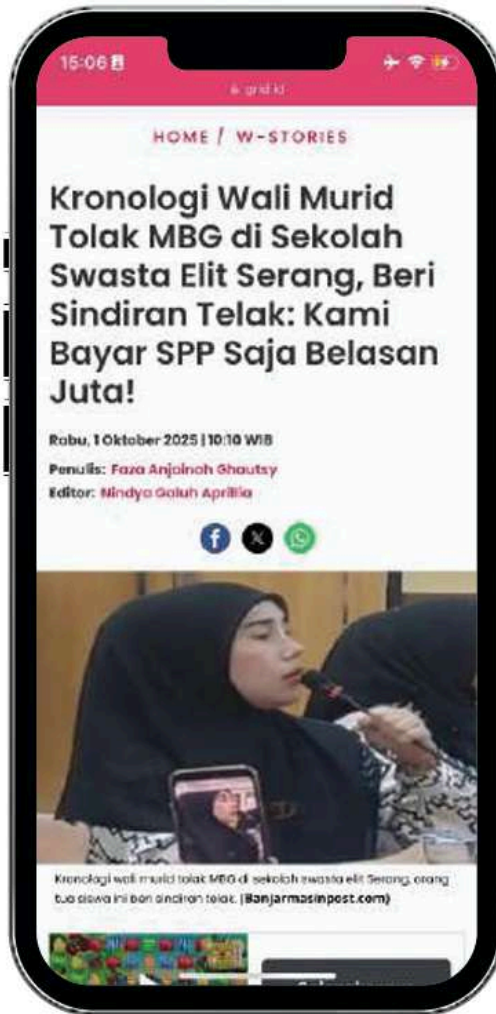 15:06
grid.id
HOME / W-STORIES
Kronologi Wali Murid
Tolak MBG di Sekolah
Swasta Elit Serang, Beri
Sindiran Telak: Kami
Bayar SPP Saja Belasan
Juta!
Rabu, 1 Oktober 2025 | 10:10 WIB
Penulis: Faza Anjainah Ghautsy
Editor: Nindya Galuh Aprillia
Kronologi wali murid tolak MBG di sekolah swasta elit Serang, orang
tua siswa ini beri sindiran telak. (Banjarmasinpost.com)